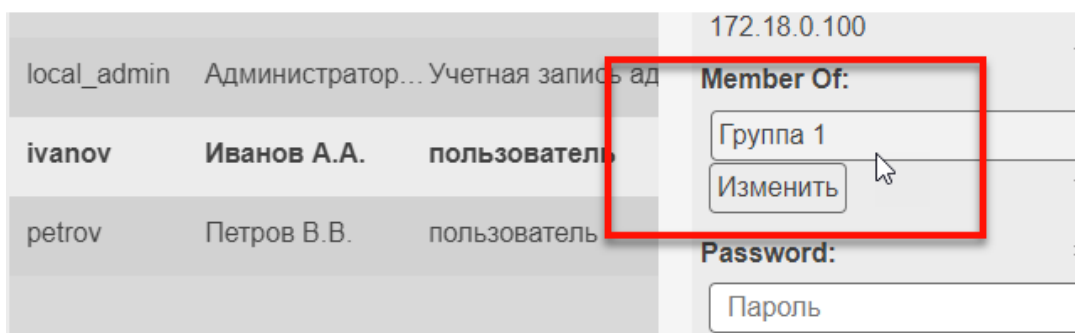 local_admin Администратор... Учетная запись ад
ivanov Иванов А.А. пользователь
petrov Петров В.В. пользователь
172.18.0.100
Member Of:
Группа 1
Изменить
Password:
Пароль